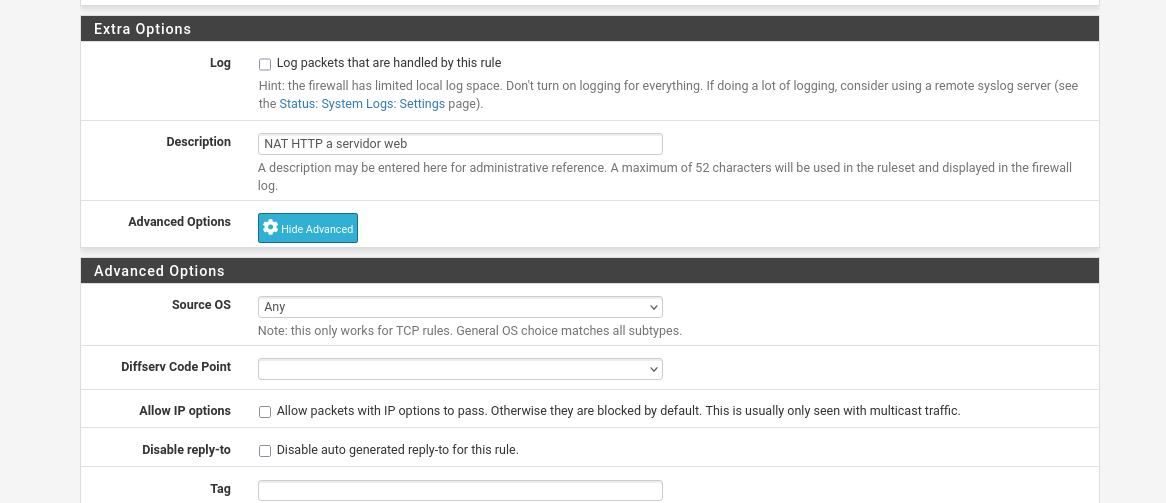 Extra Options
Log
Log packets that are handled by this rule
Hint: the firewall has limited local log space. Don't turn on logging for everything. If doing a lot of logging, consider using a remote syslog server (see
the Status: System Logs: Settings page).
Description
NAT HTTP a servidor web
A description may be entered here for administrative reference. A maximum of 52 characters will be used in the ruleset and displayed in the firewall
log.
Advanced Options
Hide Advanced
Advanced Options
Source OS
Any
Note: this only works for TCP rules. General OS choice matches all subtypes.
Diffserv Code Point
Allow IP options
Allow packets with IP options to pass. Otherwise they are blocked by default. This is usually only seen with multicast traffic.
Disable reply-to
Disable auto generated reply-to for this rule.
Tag